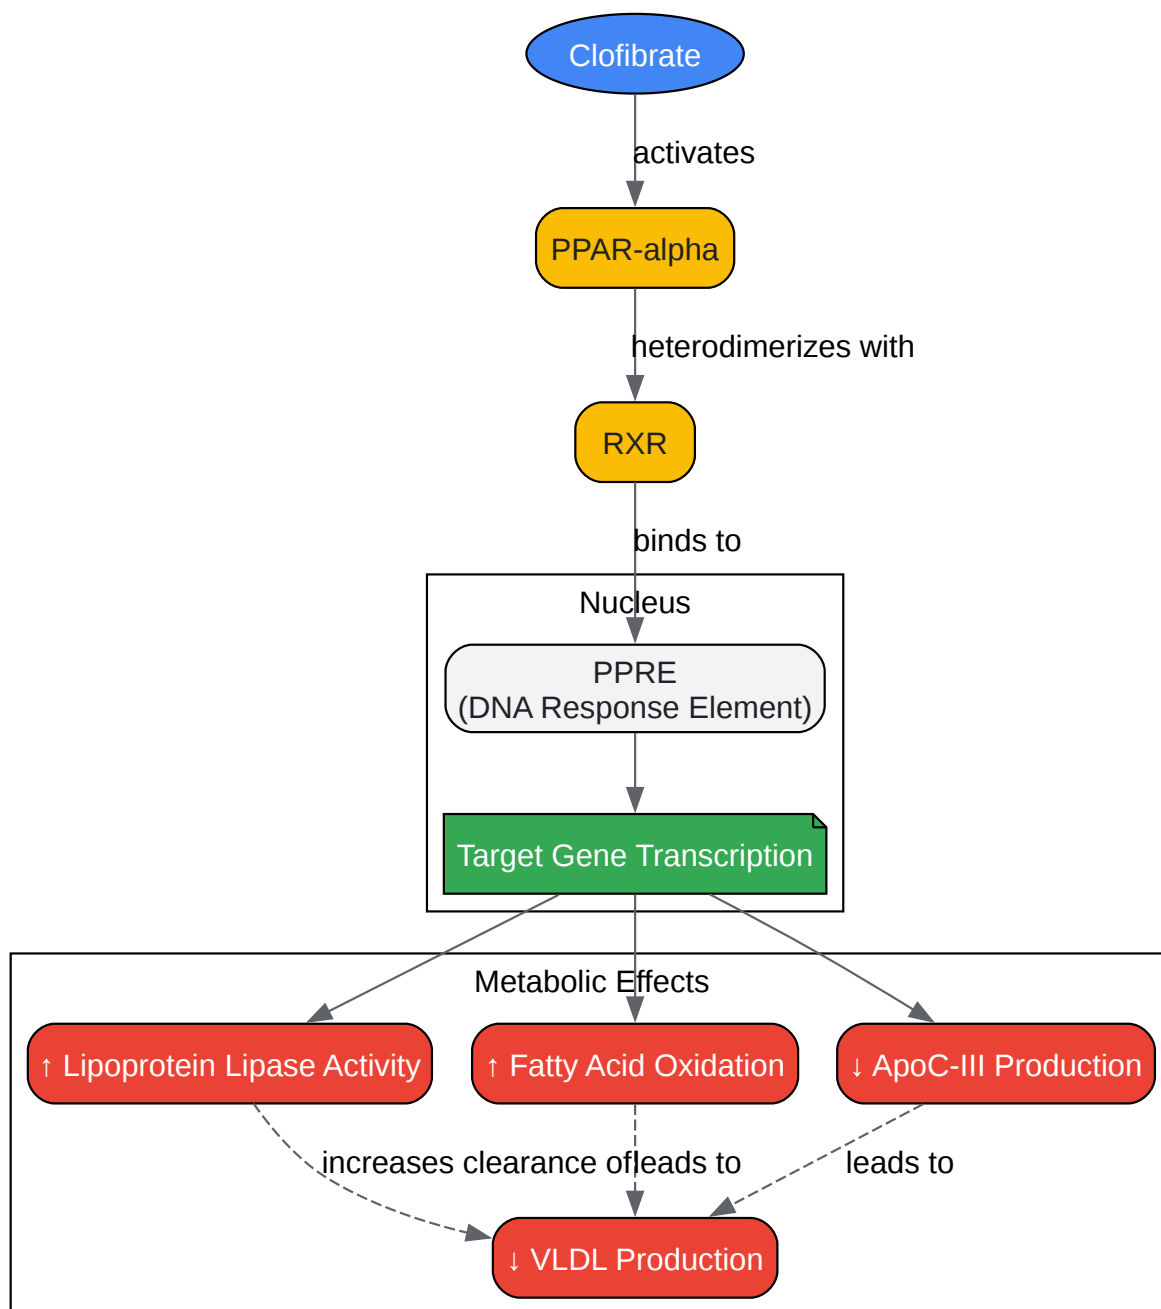 Clofibrate
activates
PPAR-alpha
heterodimerizes with
RXR
binds to
Nucleus
PPRE
(DNA Response Element)
Target Gene Transcription
Metabolic Effects
↑ Lipoprotein Lipase Activity
↑ Fatty Acid Oxidation
↓ ApoC-III Production
increases clearance of
leads to
leads to
↓ VLDL Production